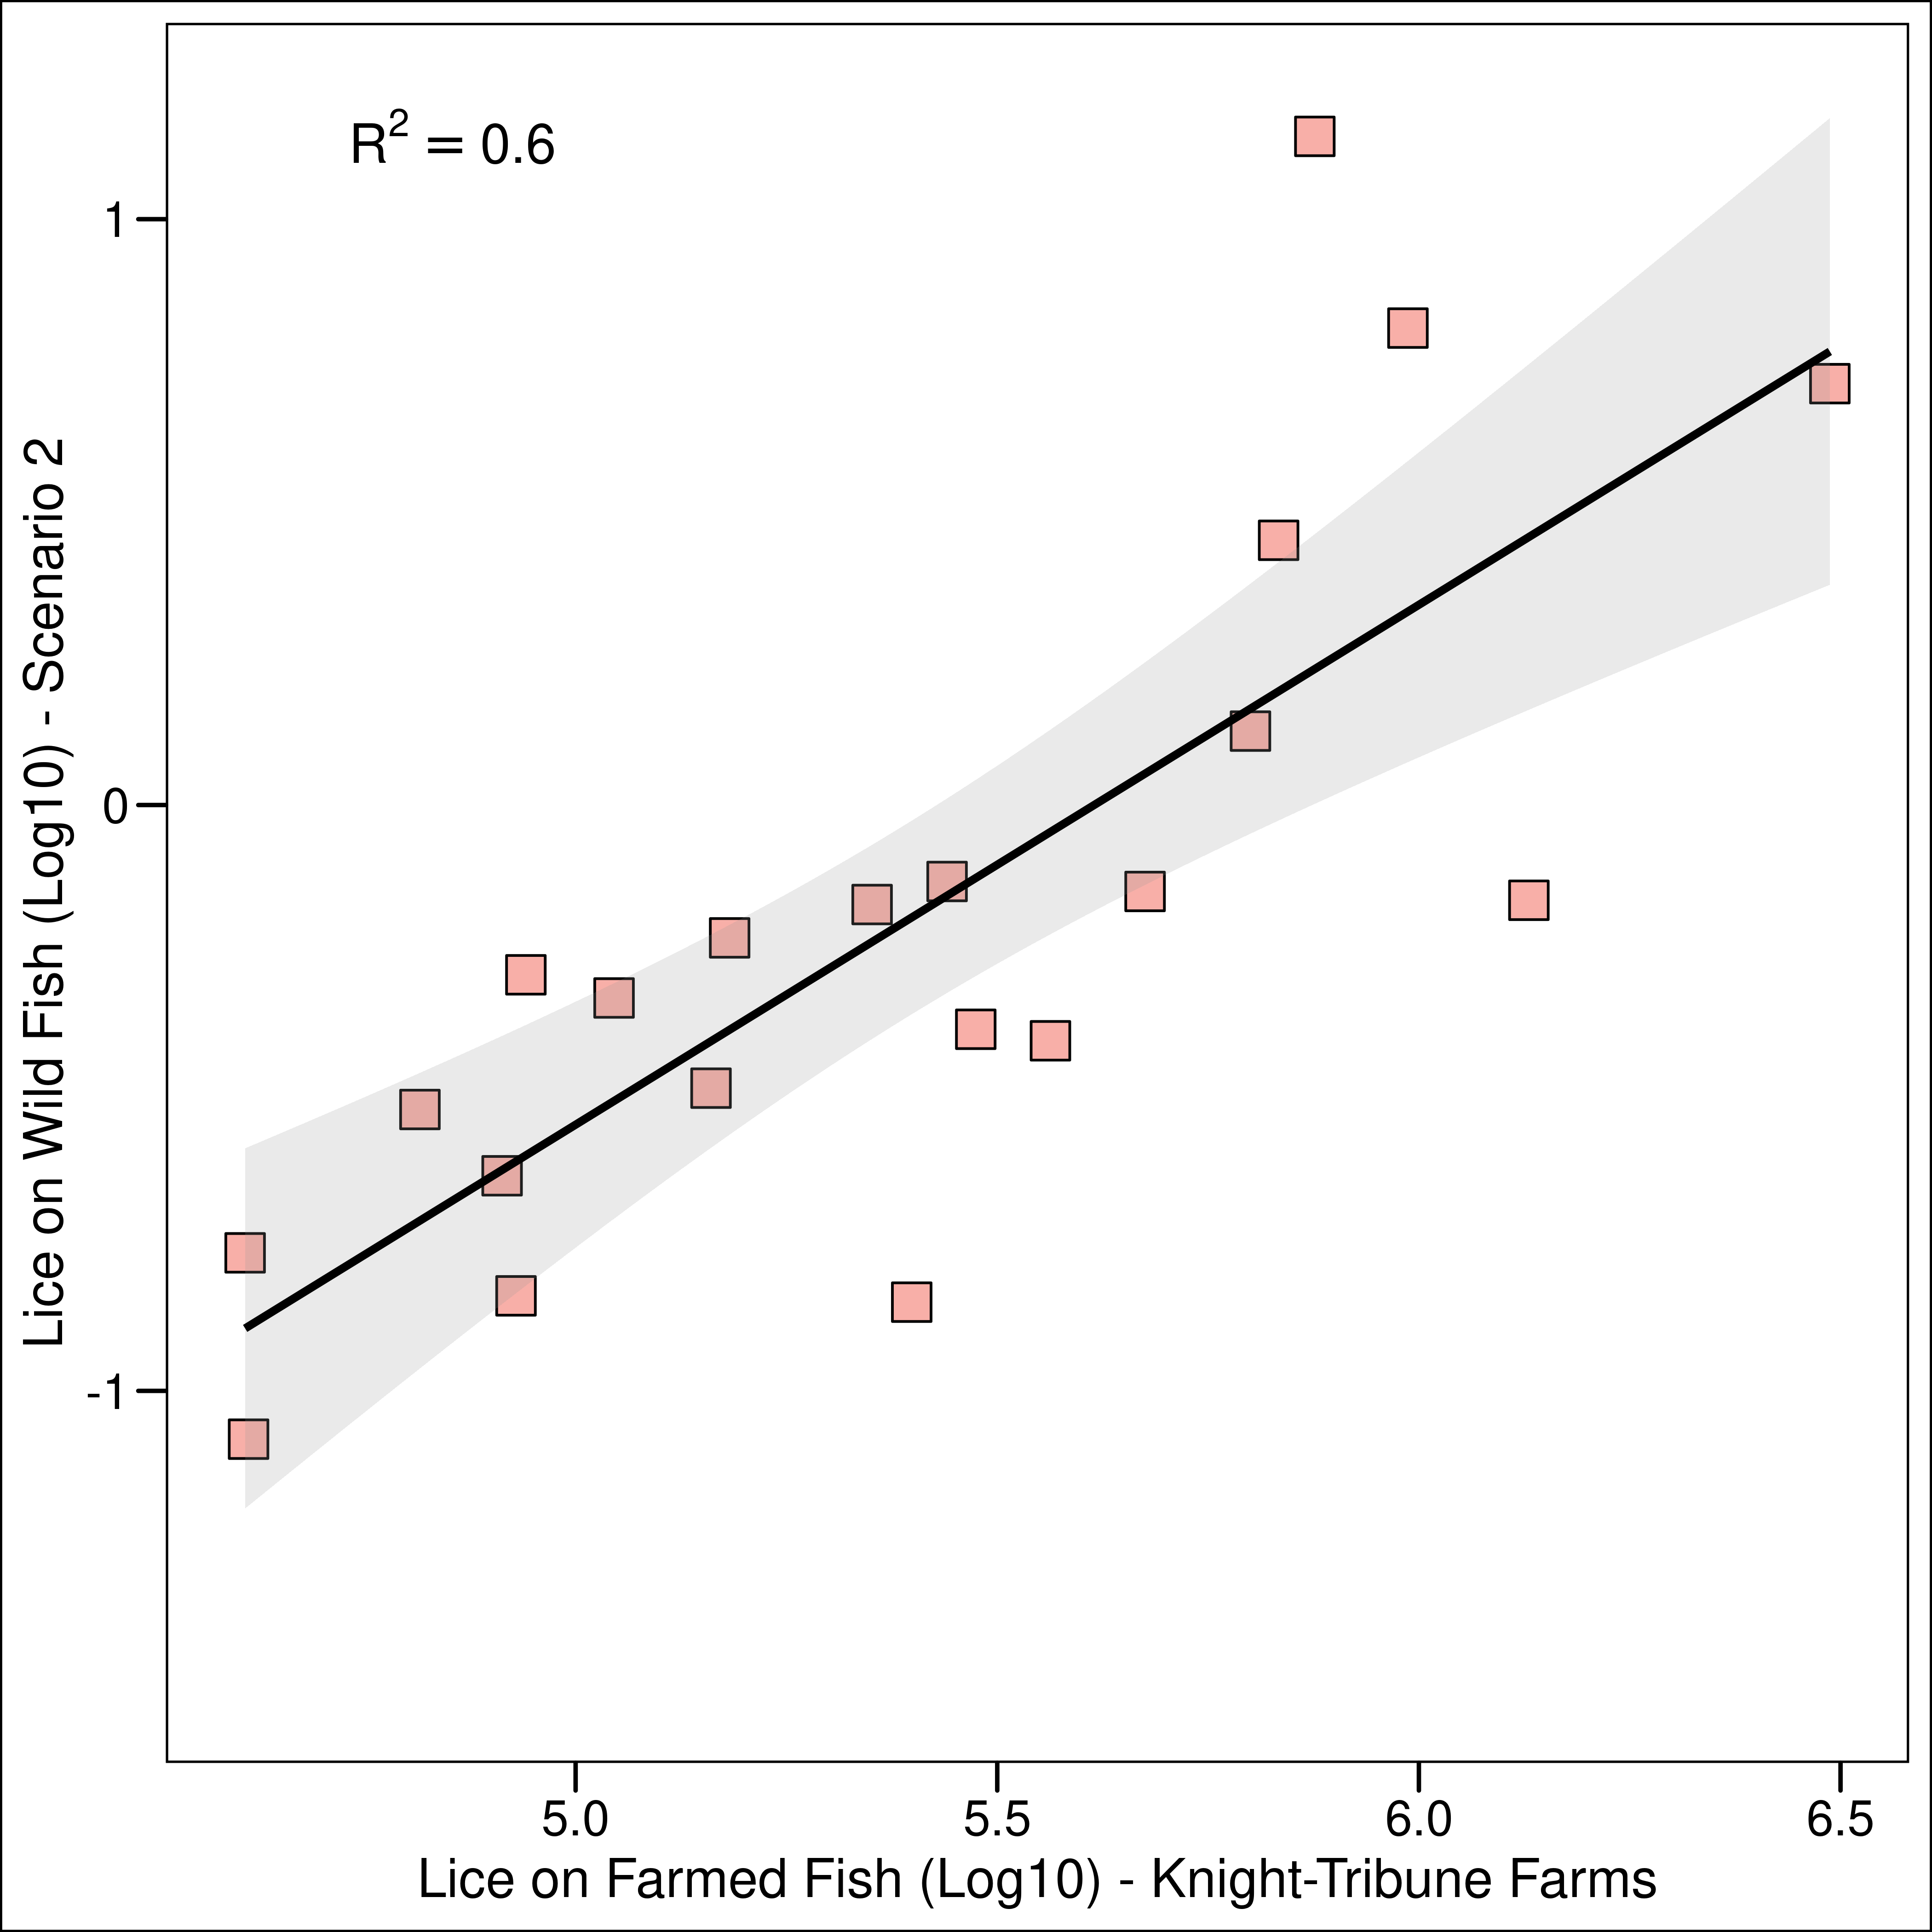 R² = 0.6
1
0
-1
Lice on Wild Fish (Log10) - Scenario 2
5.0 5.5 6.0 6.5
Lice on Farmed Fish (Log10) - Knight-Tribune Farms